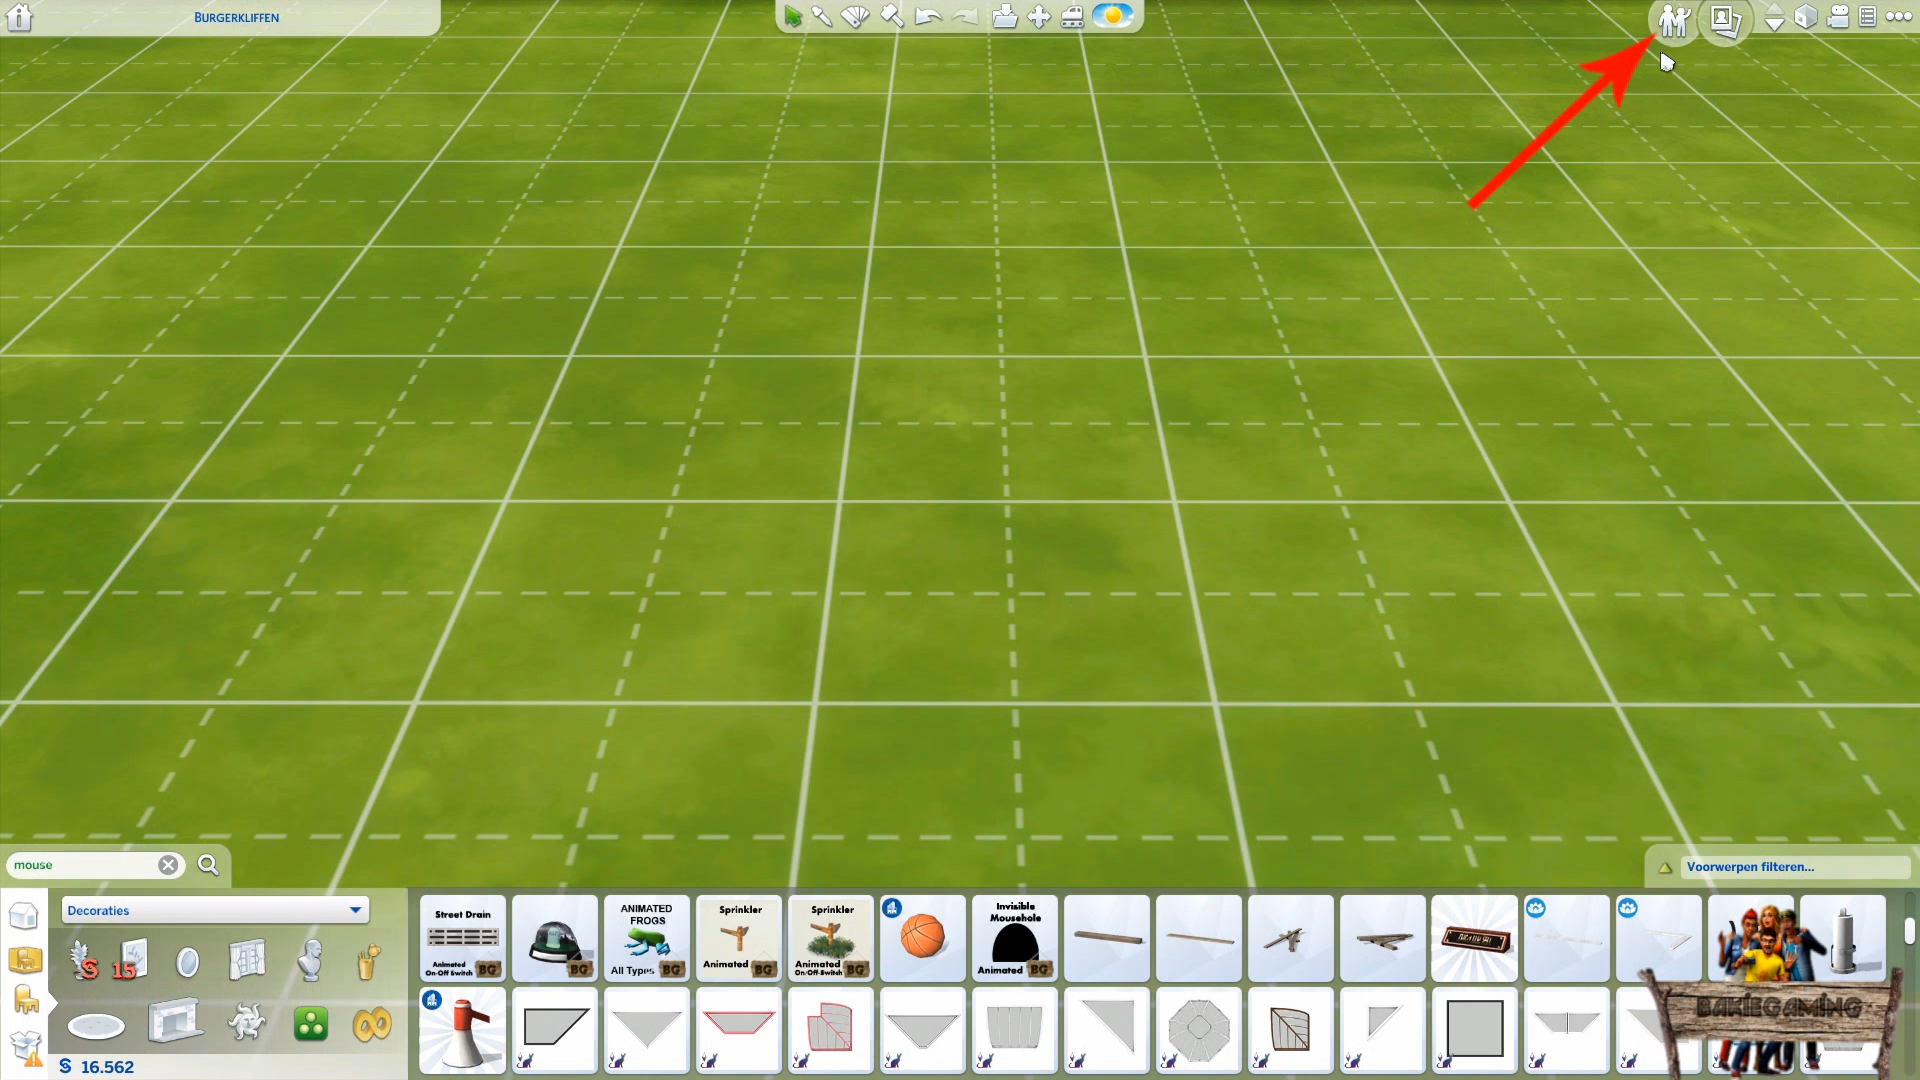 BURGERKLIFFEN
mouse
Voorwerpen filteren...
Decoraties
15
S 16.562
Street Drain
Animated
On/Off Switch
BG
BG
ANIMATED
FROGS
All Types
BG
Sprinkler
Animated
BG
Sprinkler
Animated
On/Off-Switch
BG
Invisible
Mousehole
Animated
BG
BAKIEGAMING